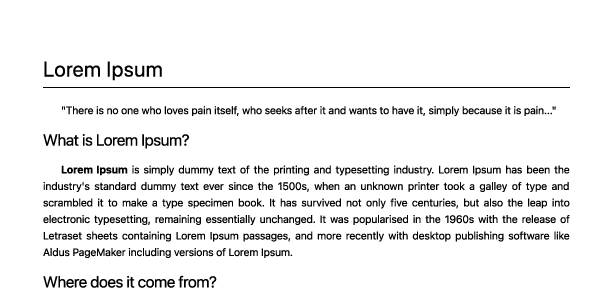 Lorem Ipsum
"There is no one who loves pain itself, who seeks after it and wants to have it, simply because it is pain..."
What is Lorem Ipsum?
Lorem Ipsum is simply dummy text of the printing and typesetting industry. Lorem Ipsum has been the
industry's standard dummy text ever since the 1500s, when an unknown printer took a galley of type and
scrambled it to make a type specimen book. It has survived not only five centuries, but also the leap into
electronic typesetting, remaining essentially unchanged. It was popularised in the 1960s with the release of
Letraset sheets containing Lorem Ipsum passages, and more recently with desktop publishing software like
Aldus PageMaker including versions of Lorem Ipsum.
Where does it come from?